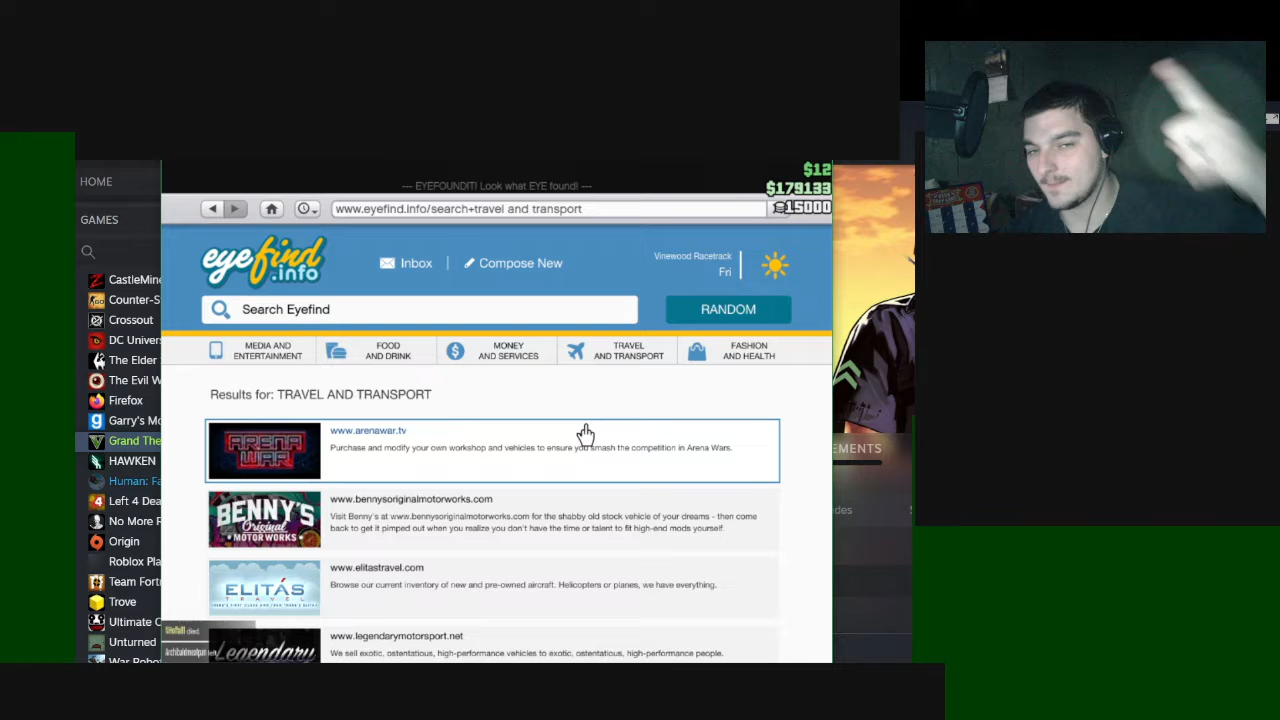 HOME
GAMES
CastleMine
Counter-S
Crossout
DC Univers
The Elder
The Evil W
Firefox
Garry's Mo
Grand The
HAWKEN
Human: Fa
Left 4 Dea
No More R
Origin
Roblox Pla
Team Fort
Trove
Ultimate C
Unturned
War Robo
--- EYEFOUNDIT! Look what EYE found! ---
$12
$179133
15000
www.eyefind.info/search+travel and transport
eyefind
.info
Inbox
Compose New
Vinewood Racetrack
Fri
Search Eyefind
RANDOM
MEDIA AND
ENTERTAINMENT
FOOD
AND DRINK
MONEY
AND SERVICES
TRAVEL
AND TRANSPORT
FASHION
AND HEALTH
Results for: TRAVEL AND TRANSPORT
ARENA
WAR
www.arenawar.tv
Purchase and modify your own workshop and vehicles to ensure you smash the competition in Arena Wars.
BENNY'S
Original
MOTOR WORKS
www.bennysoriginalmotorworks.com
Visit Benny's at www.bennysoriginalmotorworks.com for the shabby old stock vehicle of your dreams - then come
back to get it pimped out when you realize you don't have the time or talent to fit high-end mods yourself.
ELITÁS
TRAVEL
www.elitastravel.com
Browse our current inventory of new and pre-owned aircraft. Helicopters or planes, we have everything.
Legendary
www.legendarymotorsport.net
We sell exotic, ostentatious, high-performance vehicles to exotic, ostentatious, high-performance people.
died.
left.
EMENTS
des